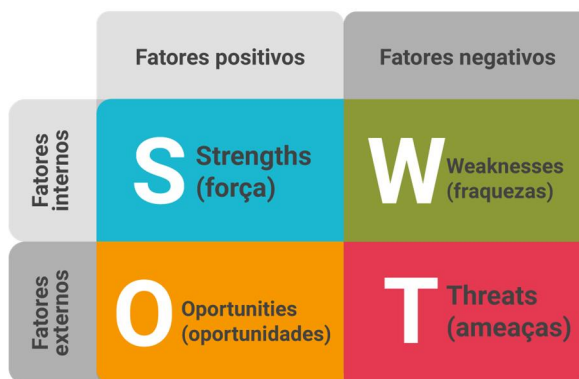 Fatores positivos
Fatores negativos
Fatores
internos
S
Strengths
(força)
W
Weaknesses
(fraquezas)
Fatores
externos
O
Oportunities
(oportunidades)
T
Threats
(ameaças)